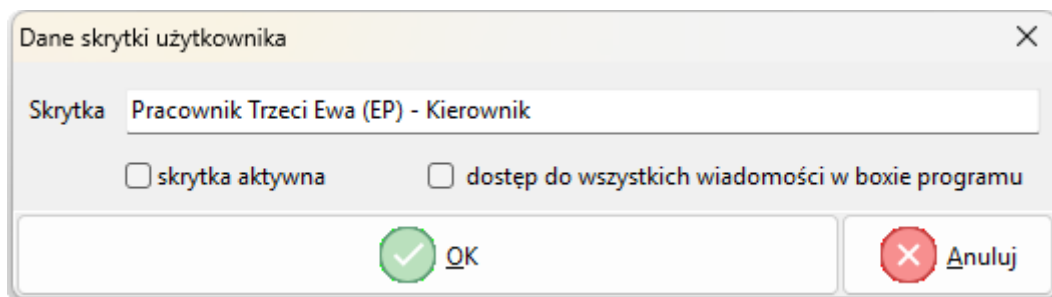 Dane skrytki użytkownika
Skrytka Pracownik Trzeci Ewa (EP) - Kierownik
skrytka aktywna dostęp do wszystkich wiadomości w boxie programu
OK Anuluj